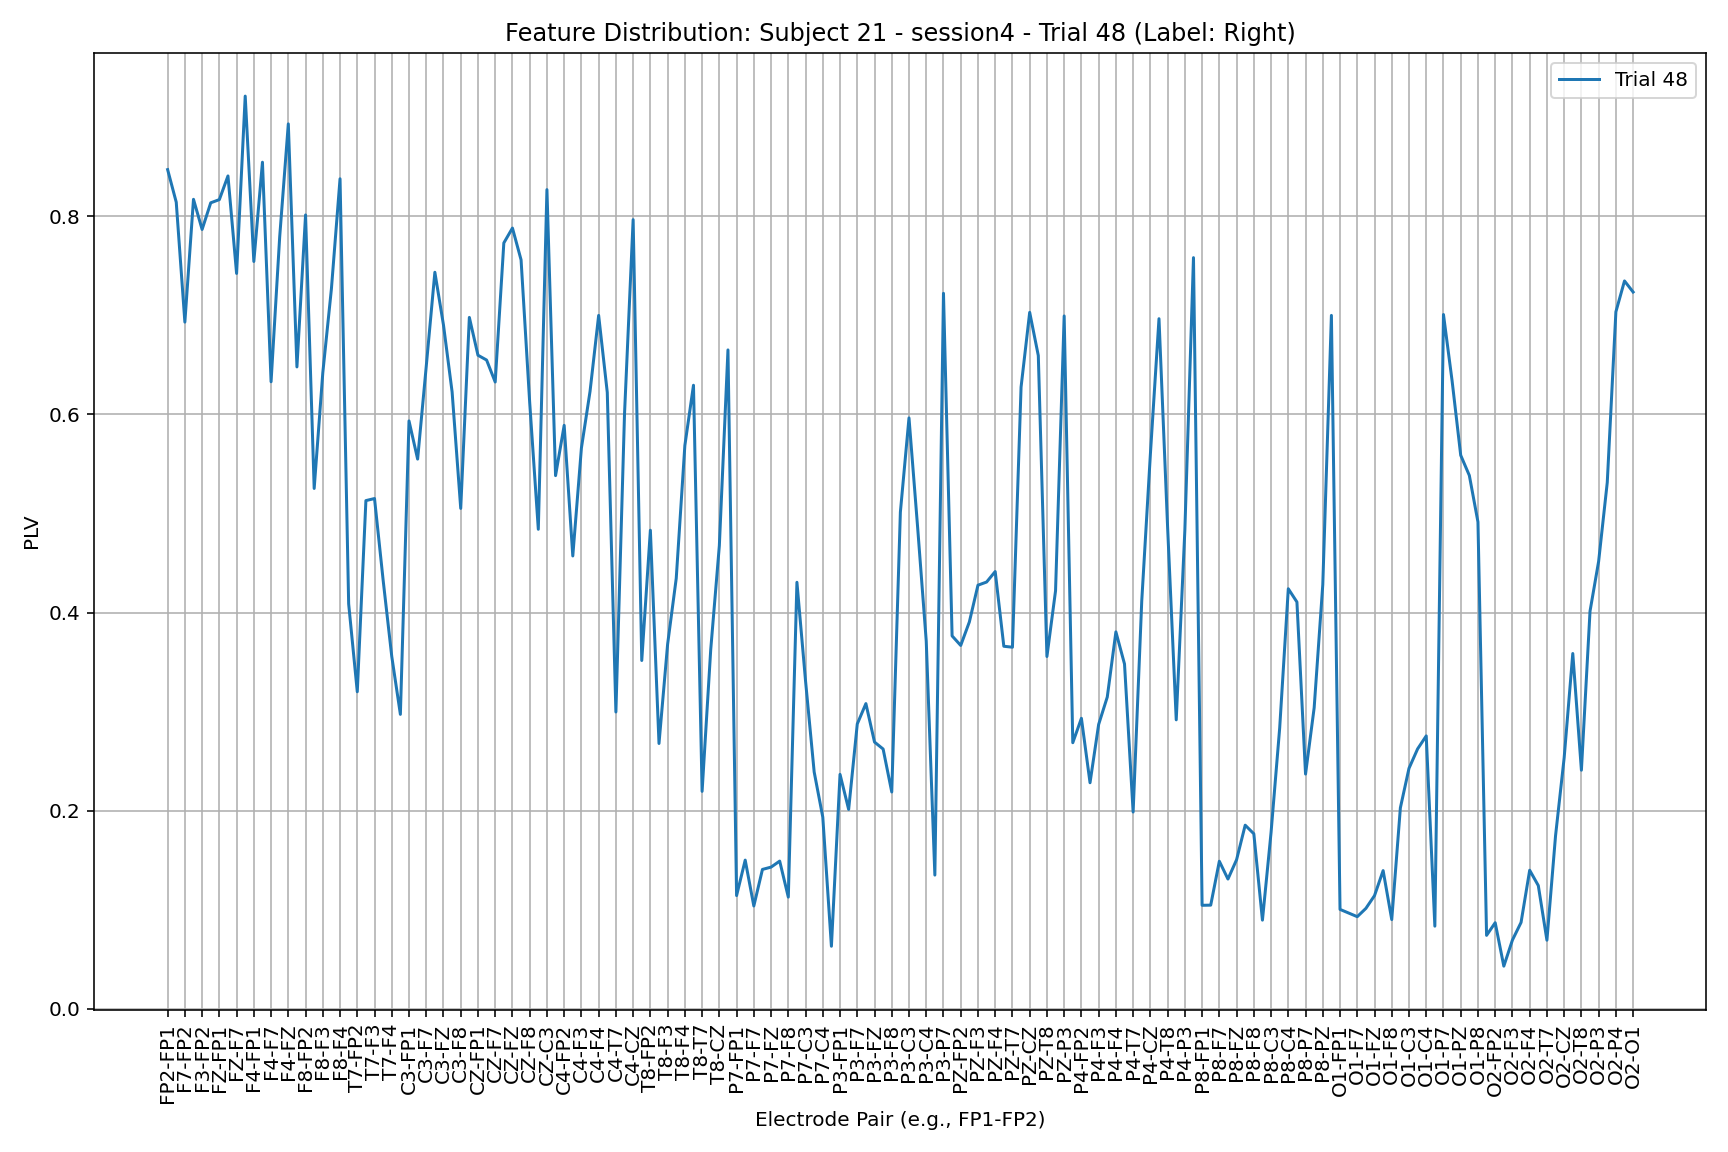 Feature Distribution: Subject 21 - session4 - Trial 48 (Label: Right)
Trial 48
PLV
0.8
0.6
0.4
0.2
0.0
FP2-FP1
F7-FP2
F3-FP2
FZ-FP1
FZ-F7
F4-FP1
F4-F7
F4-FZ
F8-FP2
F8-F3
F8-F4
T7-FP2
T7-F3
T7-F4
C3-FP1
C3-F7
C3-FZ
C3-F8
CZ-FP1
CZ-F7
CZ-FZ
CZ-F8
CZ-C3
C4-FP2
C4-F3
C4-F4
C4-T7
C4-CZ
T8-FP2
T8-F3
T8-F4
T8-T7
T8-CZ
P7-FP1
P7-F7
P7-FZ
P7-F8
P7-C3
P7-C4
P3-FP1
P3-F7
P3-FZ
P3-F8
P3-C3
P3-C4
P3-P7
PZ-FP2
PZ-F3
PZ-F4
PZ-T7
PZ-CZ
PZ-T8
PZ-P3
P4-FP2
P4-F3
P4-F4
P4-T7
P4-CZ
P4-T8
P4-P3
P8-FP1
P8-F7
P8-FZ
P8-F8
P8-C3
P8-C4
P8-P7
P8-PZ
O1-FP1
O1-F7
O1-FZ
O1-F8
O1-C3
O1-C4
O1-P7
O1-PZ
O1-P8
O2-FP2
O2-F3
O2-F4
O2-T7
O2-CZ
O2-T8
O2-P3
O2-P4
O2-O1
Electrode Pair (e.g., FP1-FP2)